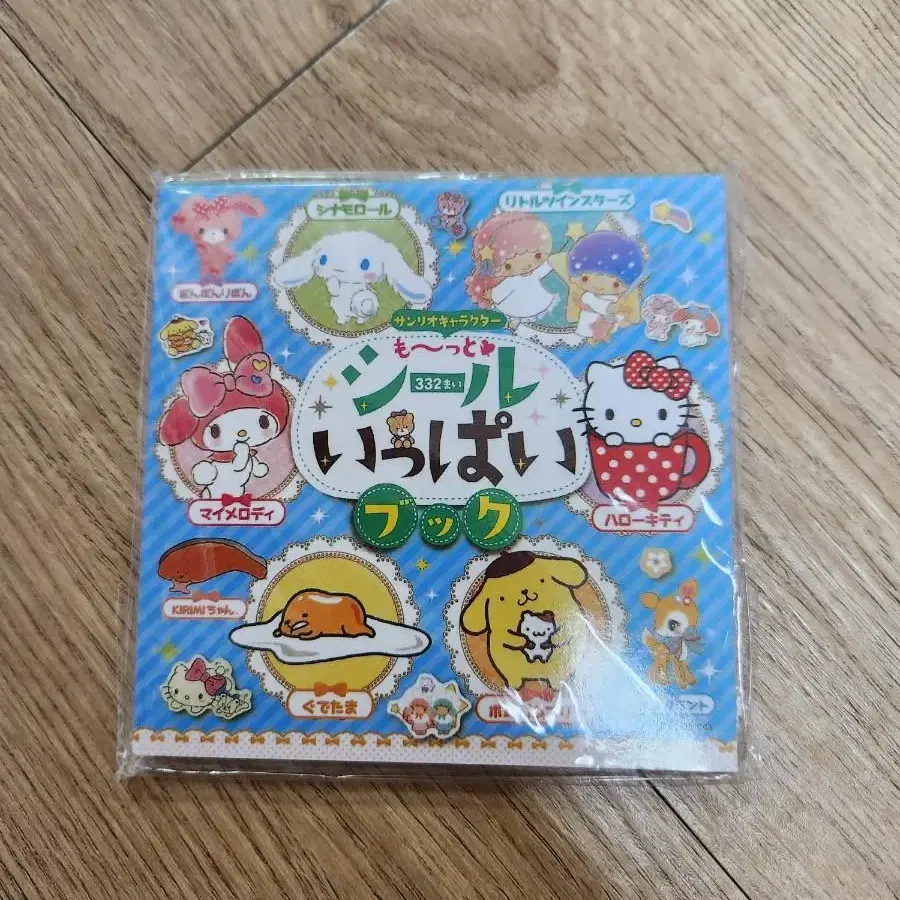 シナモロール
リトルツインスターズ
ぼんぼんりぼん
サンリオキャラクター
も〜っと
シール
332まい
いっぱい
ブック
マイメロディ
ハローキティ
KIRIMIちゃん.
ぐでたま